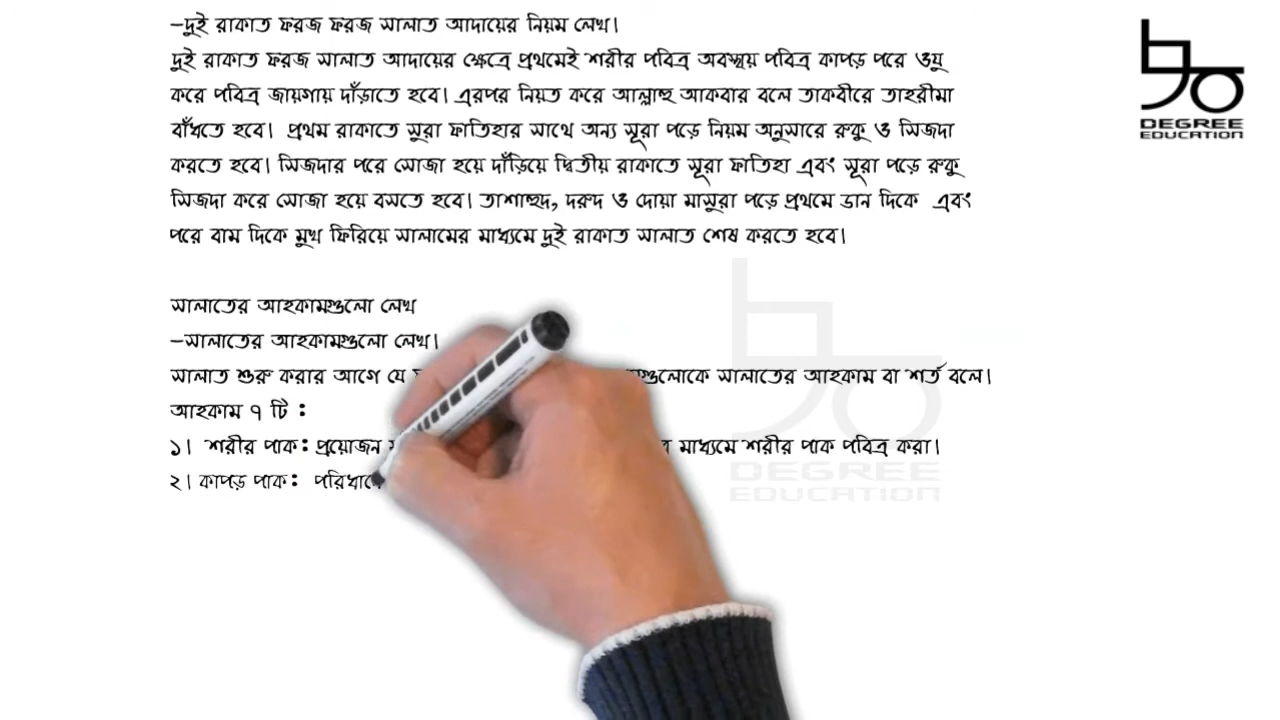 -দুই রাকাত ফরজ ফরজ সালাত আদায়ের নিয়ম লেখ।
দুই রাকাত ফরজ সালাত আদায়ের ক্ষেত্রে প্রথমেই শরীর পবিত্র অবস্থায় পবিত্র কাপড় পরে ওযু
করে পবিত্র জায়গায় দাঁড়াতে হবে। এরপর নিয়ত করে আল্লাহু আকবার বলে তাকবীরে তাহরীমা
বাঁধতে হবে। প্রথম রাকাতে সুরা ফাতিহার সাথে অন্য সূরা পড়ে নিয়ম অনুসারে রুকু ও সিজদা
করতে হবে। সিজদার পরে সোজা হয়ে দাঁড়িয়ে দ্বিতীয় রাকাতে সূরা ফাতিহা এবং সূরা পড়ে রুকু
সিজদা করে সোজা হয়ে বসতে হবে। তাশাহুদ, দরুদ ও দোয়া মাসুরা পড়ে প্রথমে ডান দিকে এবং
পরে বাম দিকে মুখ ফিরিয়ে সালামের মাধ্যমে দুই রাকাত সালাত শেষ করতে হবে।
সালাতের আহকামগুলো লেখ
-সালাতের আহকামগুলো লেখ।
সালাত শুরু করার আগে যে সালাতের আহকাম বা শর্ত বলে।
আহকাম ৭ টি :
১। শরীর পাক: প্রয়োজন মাধ্যমে শরীর পাক পবিত্র করা।
২। কাপড় পাক:
DEGREE
EDUCATION
DEGREE
EDUCATION